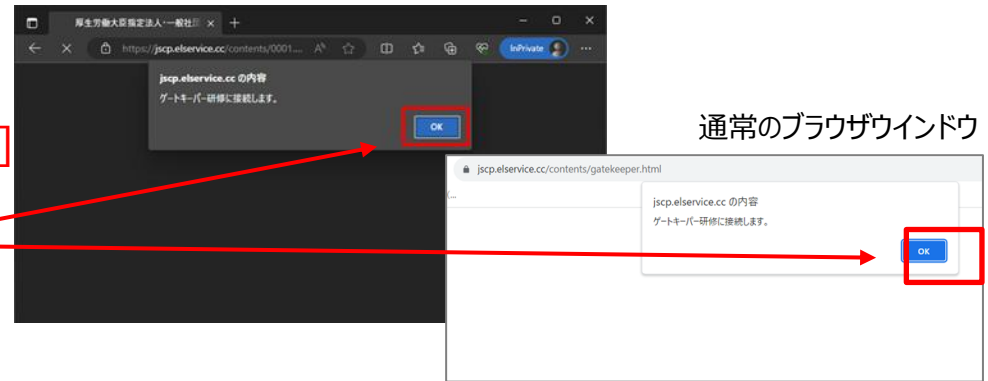 厚生労働大臣指定法人・一般社団
https://jscp.elservice.cc/contents/0001....
InPrivate
jscp.elservice.cc の内容
ゲートキーパー研修に接続します。
OK
通常のブラウザウインドウ
jscp.elservice.cc/contents/gatekeeper.html
(...
jscp.elservice.cc の内容
ゲートキーパー研修に接続します。
OK